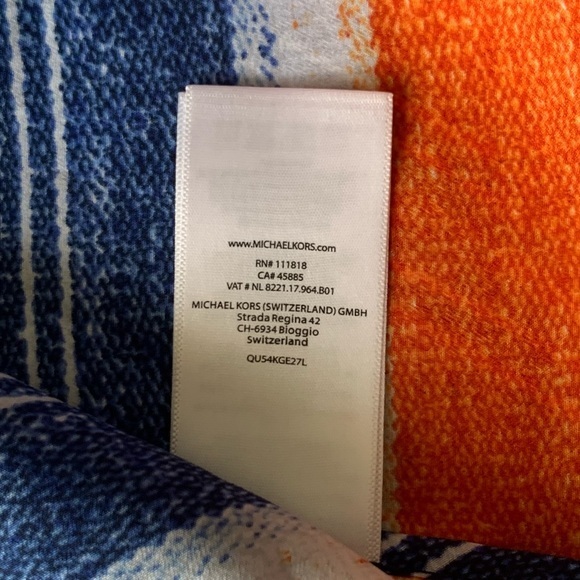 www.MICHAELKORS.com
RN# 111818
CA# 45885
VAT # NL 8221.17.964.B01
MICHAEL KORS (SWITZERLAND) GMBH
Strada Regina 42
CH-6934 Bioggio
Switzerland
QU54KGE27L